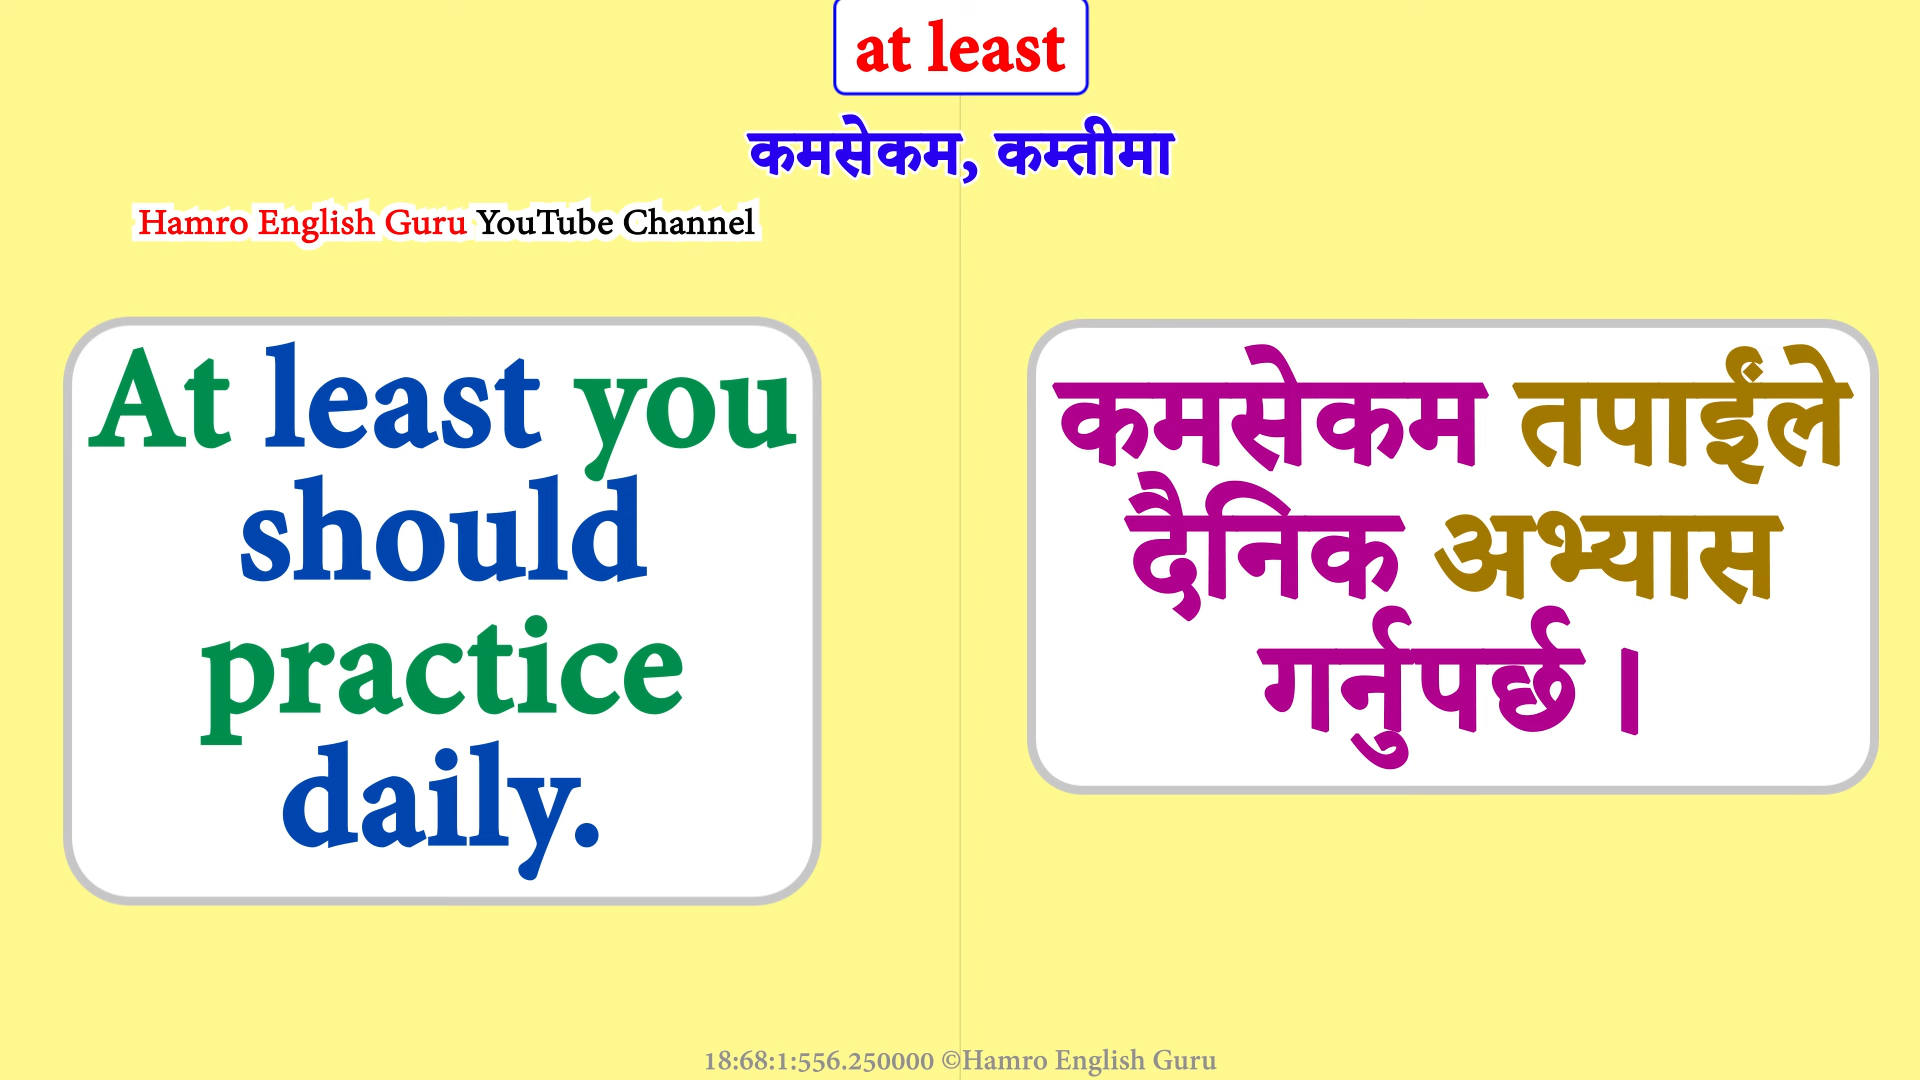 at least
कमसेकम, कम्तीमा
Hamro English Guru YouTube Channel
At least you
should
practice
daily.
कमसेकम तपाईंले
दैनिक अभ्यास
गर्नुपर्छ ।
18:68:1:556.250000 ©Hamro English Guru